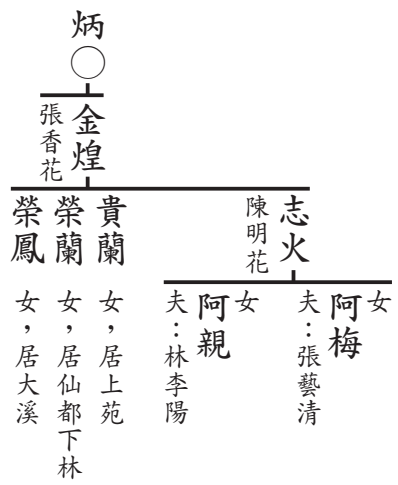 炳○
金煌
張香花
志火
陳明花
貴蘭 女，居上苑
榮蘭 女，居仙都下林
榮鳳 女，居大溪
女
阿梅
夫：張藝清
女
阿親
夫：林李陽